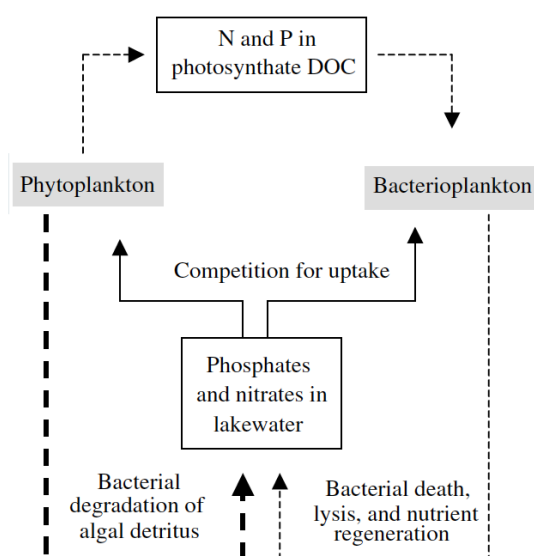 N and P in
photosynthate DOC
Phytoplankton
Bacterioplankton
Competition for uptake
Phosphates
and nitrates in
lakewater
Bacterial
degradation of
algal detritus
Bacterial death,
lysis, and nutrient
regeneration